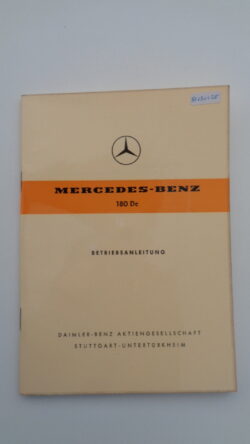 MERCEDES-BENZ
180 Dc
BETRIEBSANLEITUNG
DAIMLER-BENZ AKTIENGESELLSCHAFT
STUTTGART-UNTERTÜRKHEIM